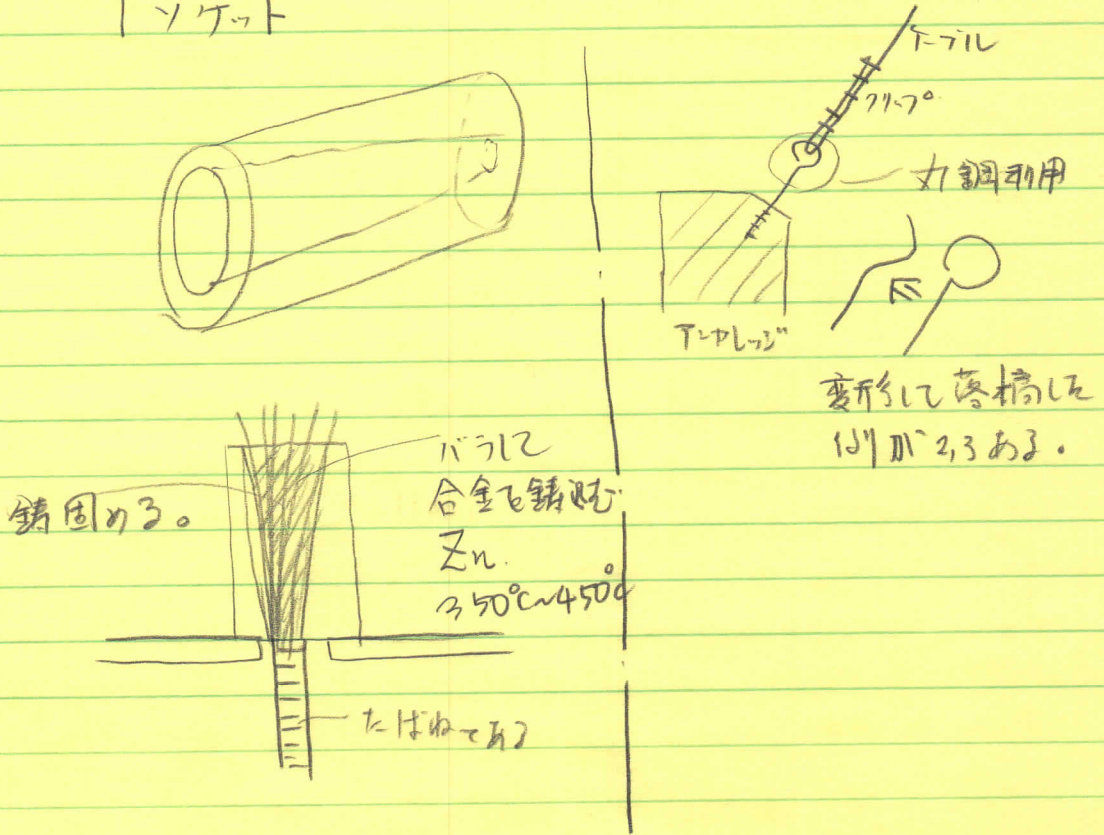 ソケット
鋳固める。
バラして
合金を鋳込む
Zn.
350℃~450℃
たばねてある
ケーブル
クリップ
丸鋼利用
アンカレッジ
変形して落橋した
例が2,3ある。